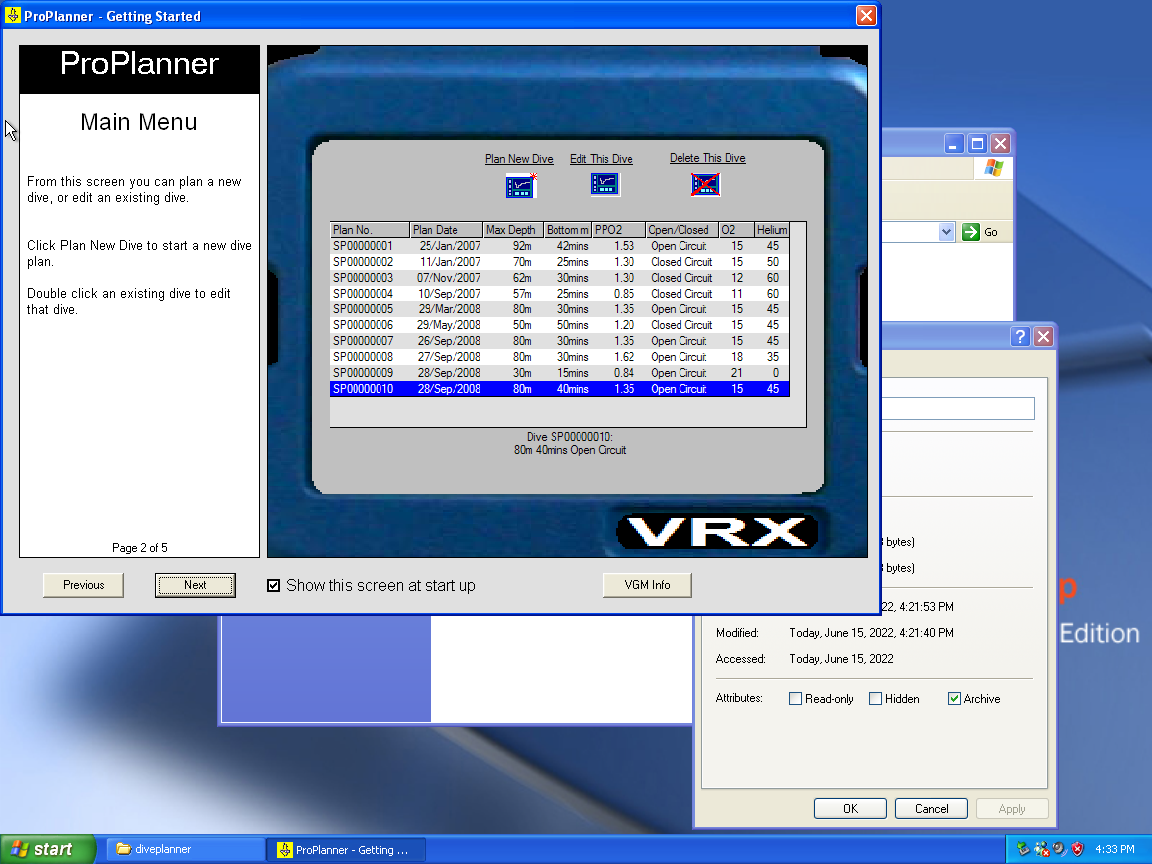 ProPlanner - Getting Started
ProPlanner
Main Menu
From this screen you can plan a new
dive, or edit an existing dive.
Click Plan New Dive to start a new dive
plan.
Double click an existing dive to edit
that dive.
Page 2 of 5
Plan New Dive Edit This Dive Delete This Dive
Plan No. Plan Date Max Depth Bottom m PPO2 Open/Closed O2 Helium
SP00000001 25/Jan/2007 92m 42mins 1.53 Open Circuit 15 45
SP00000002 11/Jan/2007 70m 25mins 1.30 Closed Circuit 15 50
SP00000003 07/Nov/2007 62m 30mins 1.30 Closed Circuit 12 60
SP00000004 10/Sep/2007 57m 25mins 0.85 Closed Circuit 11 60
SP00000005 29/Mar/2008 80m 30mins 1.35 Open Circuit 15 45
SP00000006 29/May/2008 50m 50mins 1.20 Closed Circuit 15 45
SP00000007 26/Sep/2008 80m 30mins 1.35 Open Circuit 15 45
SP00000008 27/Sep/2008 80m 30mins 1.62 Open Circuit 18 35
SP00000009 28/Sep/2008 30m 15mins 0.84 Open Circuit 21 0
SP00000010 28/Sep/2008 80m 40mins 1.35 Open Circuit 15 45
Dive SP00000010:
80m 40mins Open Circuit
VRX
Previous Next Show this screen at start up VGM Info
Go
bytes)
bytes)
22, 4:21:53 PM
Modified: Today, June 15, 2022, 4:21:40 PM
Accessed: Today, June 15, 2022
Attributes: Read-only Hidden Archive
OK Cancel Apply
p
Edition
start diveplanner ProPlanner - Getting ... 4:33 PM